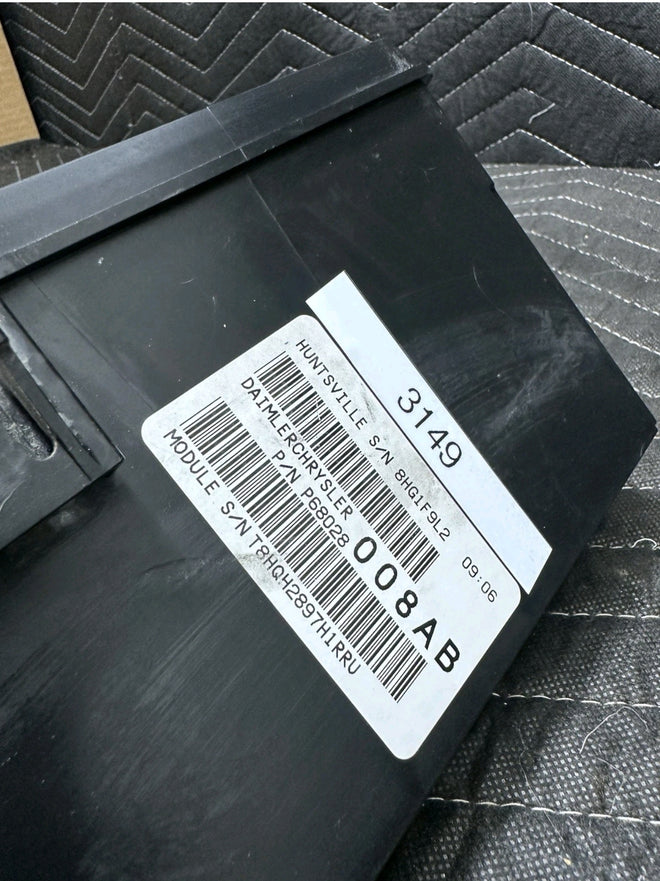 3149
HUNTSVILLE S/N 8HG1F9L2 09:06
DAIMLERCHRYSLER
P/N P68028 008AB
MODULE S/N T8HQH2897H1RRU